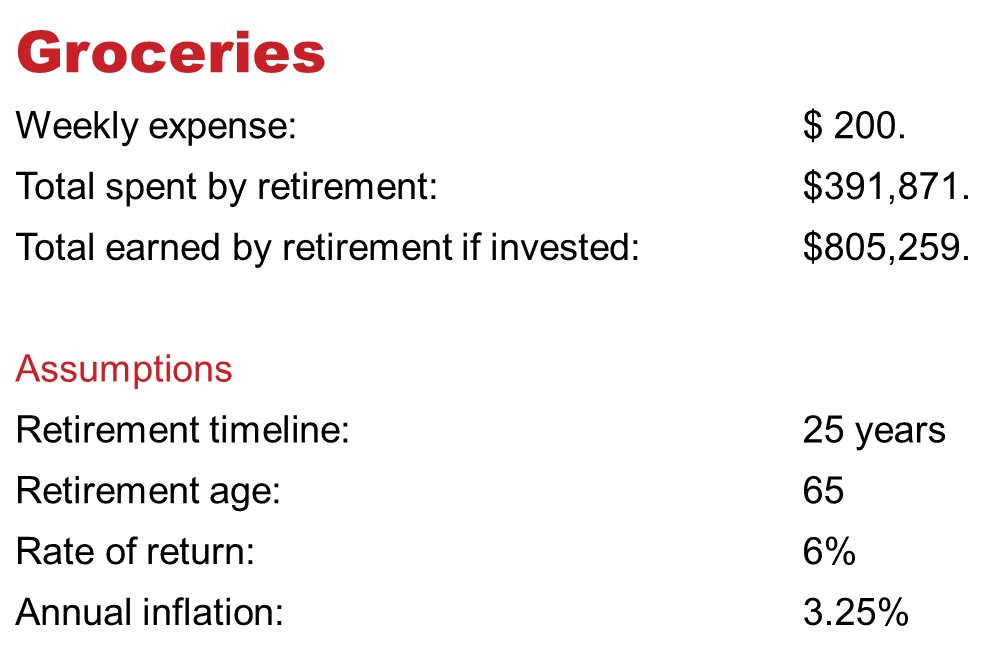 Groceries
Weekly expense: $ 200.
Total spent by retirement: $391,871.
Total earned by retirement if invested: $805,259.
Assumptions
Retirement timeline: 25 years
Retirement age: 65
Rate of return: 6%
Annual inflation: 3.25%